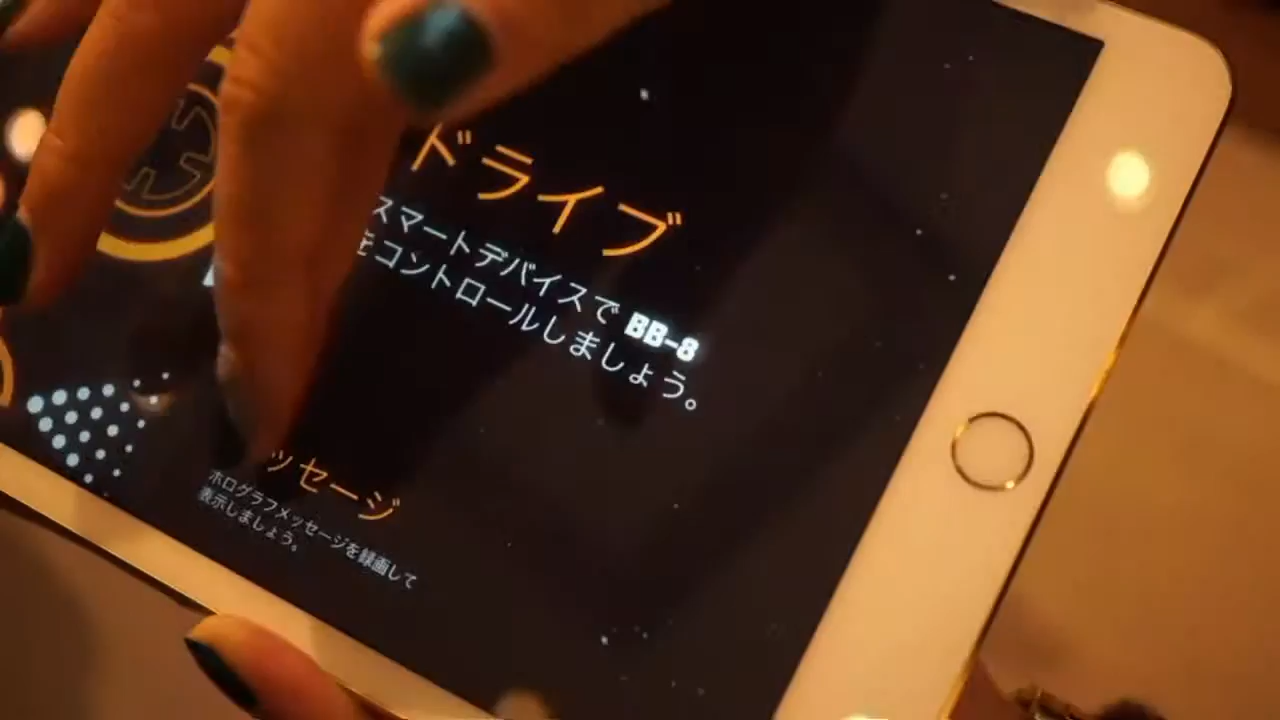 ドライブ
スマートデバイスで BB-8
をコントロールしましょう。
ッセージ
ホログラフメッセージを録画して
表示しましょう。